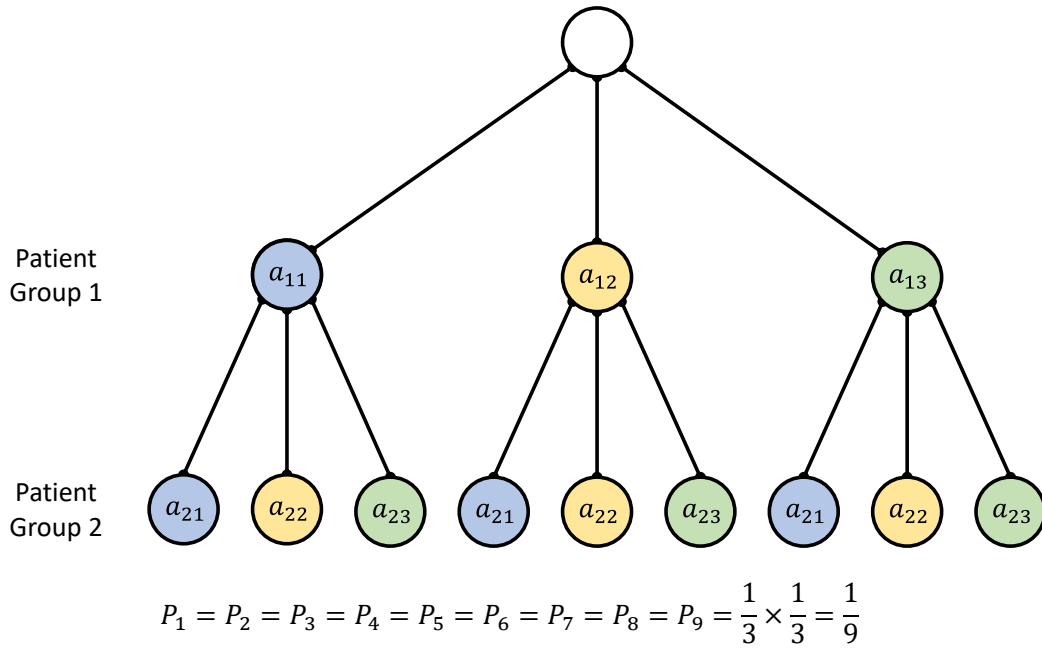 Patient
Group 1
a₁₁ a₁₂ a₁₃
Patient
Group 2
a₂₁ a₂₂ a₂₃ a₂₁ a₂₂ a₂₃ a₂₁ a₂₂ a₂₃
P₁ = P₂ = P₃ = P₄ = P₅ = P₆ = P₇ = P₈ = P₉ = 1/3 × 1/3 = 1/9